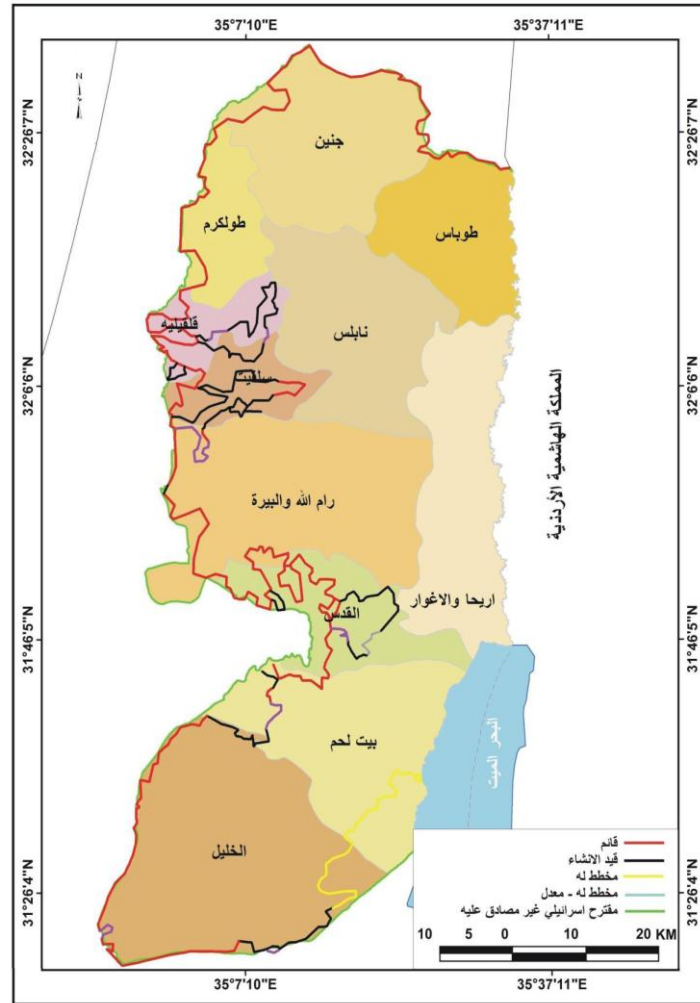 35°7'10"E
35°37'11"E
32°26'7"N
32°26'7"N
N
جنين
طولكرم
طوباس
قلقيليه
نابلس
32°6'6"N
32°6'6"N
سلفيت
المملكة الهاشمية الأردنية
رام الله والبيرة
اريحا والاغوار
القدس
31°46'5"N
31°46'5"N
بيت لحم
البحر الميت
الخليل
قائم
قيد الانشاء
مخطط له
مخطط له - معدل
مقترح اسرائيلي غير مصادق عليه
31°26'4"N
31°26'4"N
10 5 0 10 20 KM
35°7'10"E
35°37'11"E